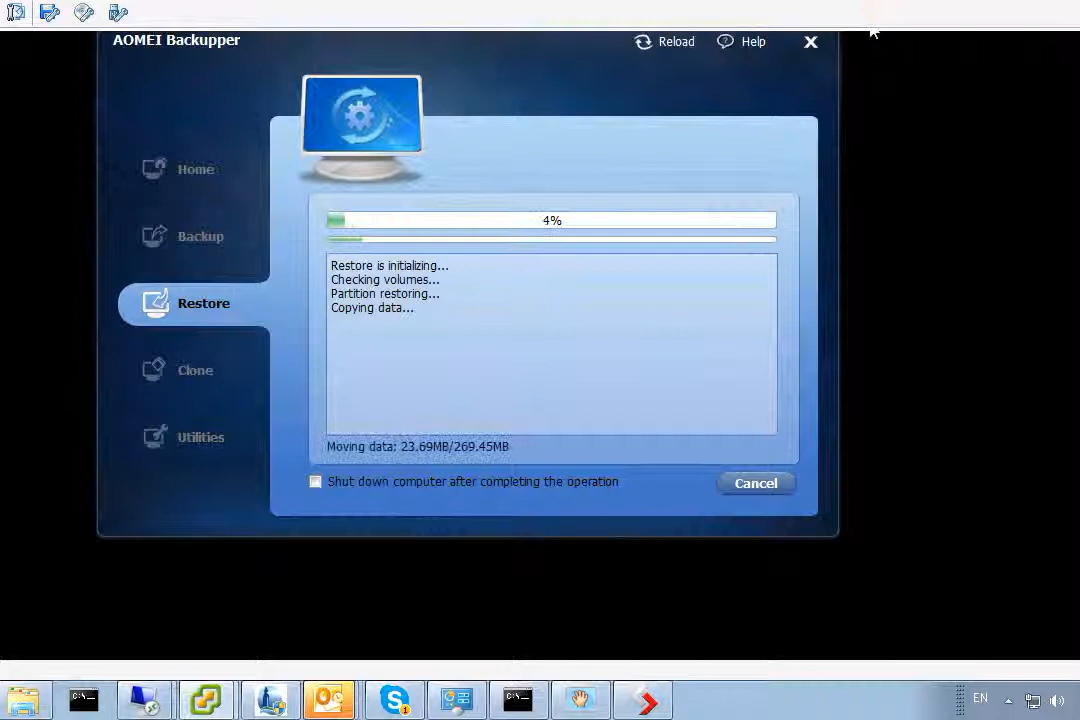 AOMEI Backupper
Reload
Help
Home
Backup
Restore
Clone
Utilities
4%
Restore is initializing...
Checking volumes...
Partition restoring...
Copying data...
Moving data: 23.69MB/269.45MB
Shut down computer after completing the operation
Cancel
C:\
C:\
EN